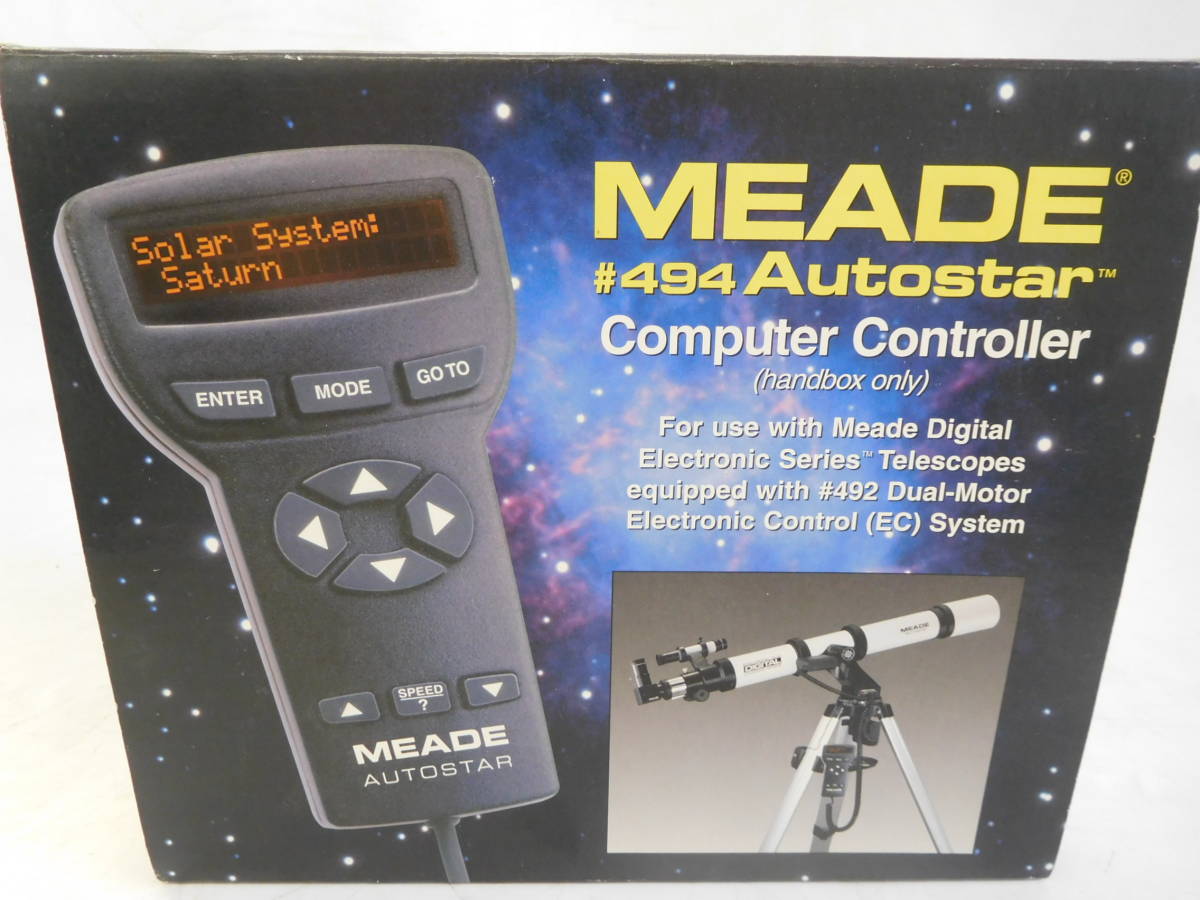 Solar System:
Saturn
ENTER
MODE
GO TO
SPEED
?
MEADE
AUTOSTAR
MEADE®
#494 Autostar™
Computer Controller
(handbox only)
For use with Meade Digital
Electronic Series™ Telescopes
equipped with #492 Dual-Motor
Electronic Control (EC) System
MEADE
DIGITAL